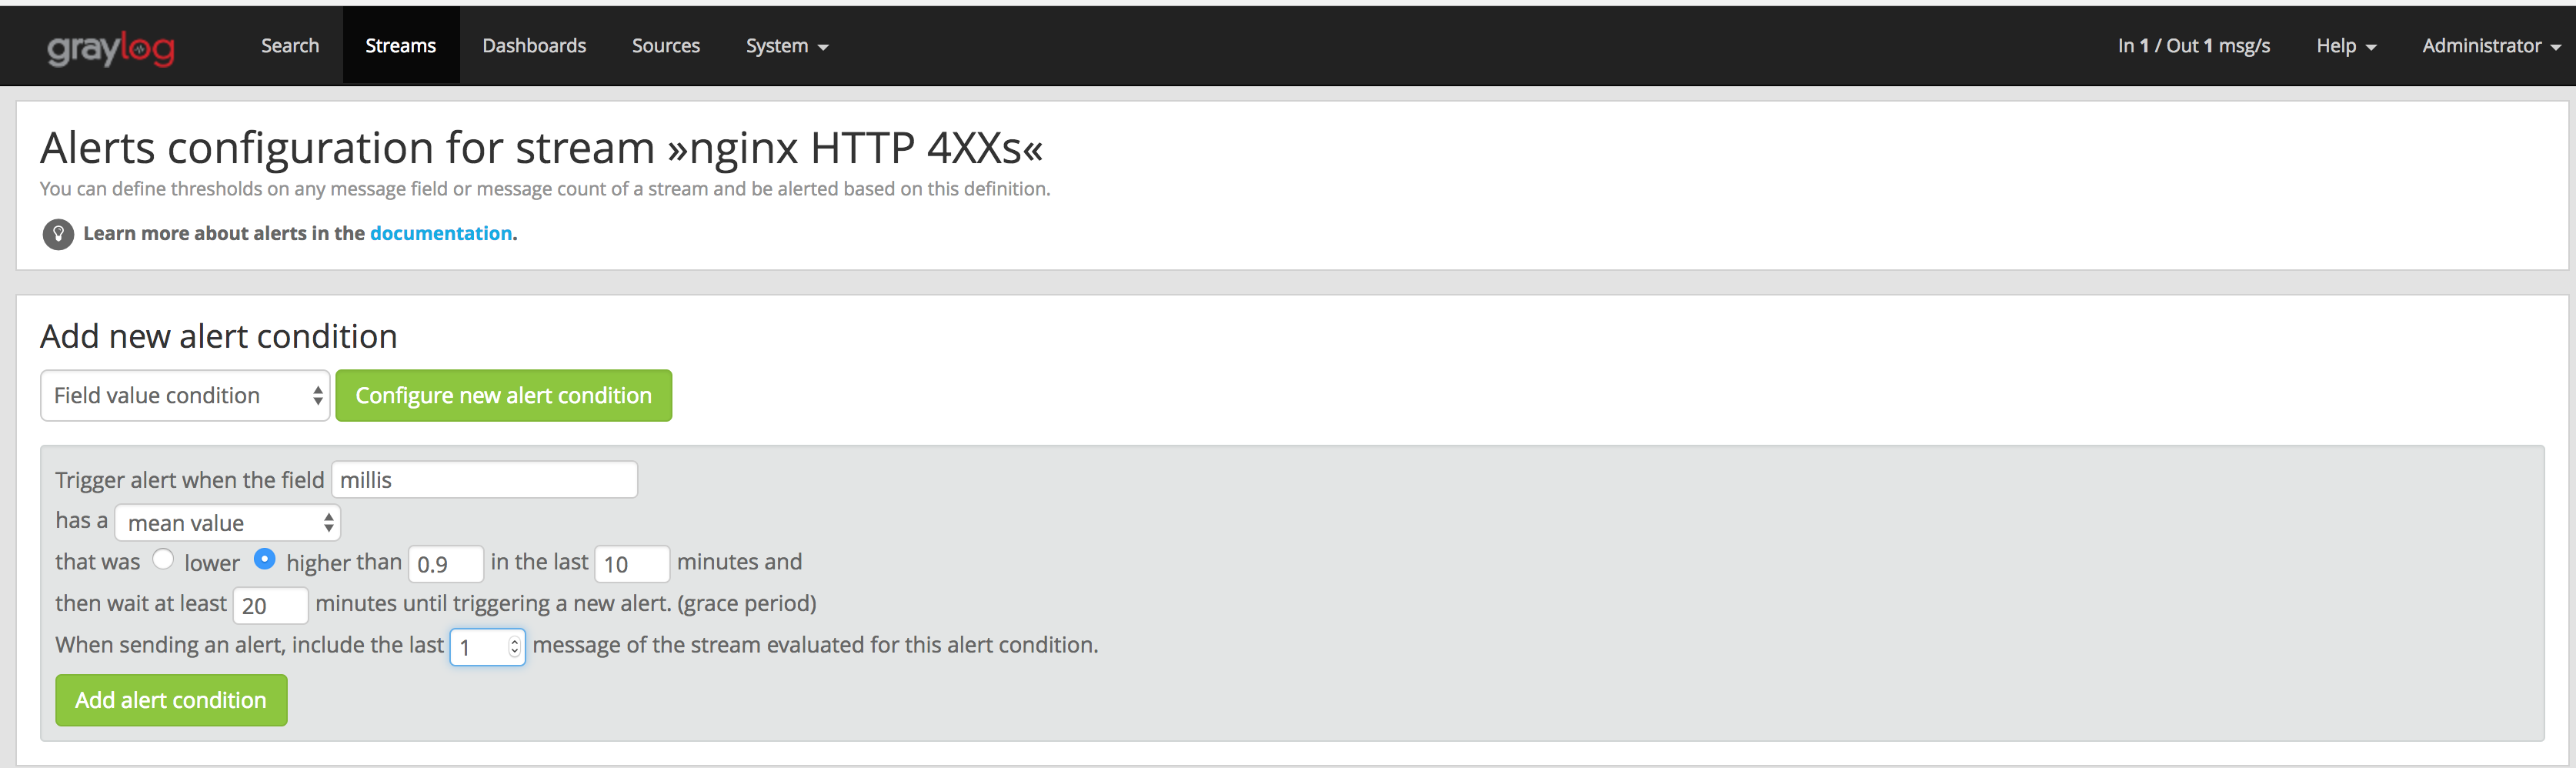 graylog Search Streams Dashboards Sources System In 1 / Out 1 msg/s Help Administrator
Alerts configuration for stream »nginx HTTP 4XXs«
You can define thresholds on any message field or message count of a stream and be alerted based on this definition.
Learn more about alerts in the documentation.
Add new alert condition
Field value condition Configure new alert condition
Trigger alert when the field millis
has a mean value
that was lower higher than 0.9 in the last 10 minutes and
then wait at least 20 minutes until triggering a new alert. (grace period)
When sending an alert, include the last 1 message of the stream evaluated for this alert condition.
Add alert condition